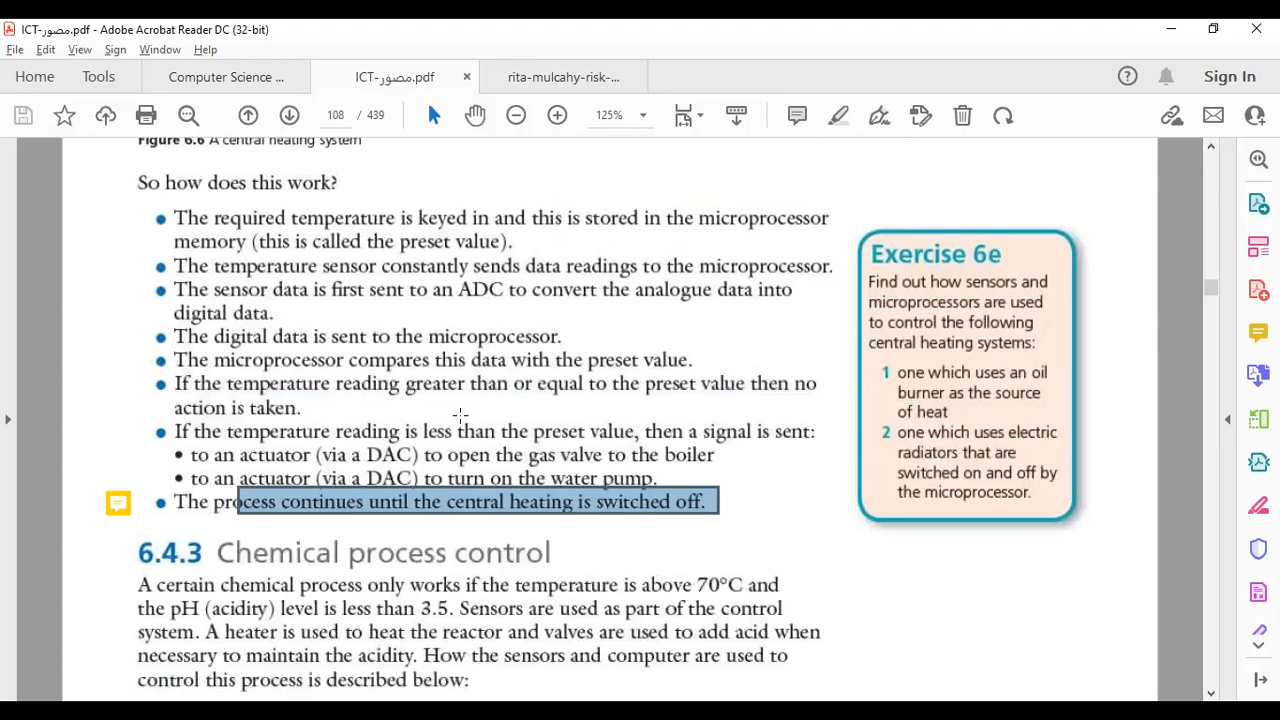 ICT-مصور.pdf - Adobe Acrobat Reader DC (32-bit)
File Edit View Sign Window Help
Home Tools Computer Science ... ICT-مصور.pdf × rita-mulcahy-risk-... Sign In
108 / 439 125%
Figure 6.6 A central heating system
So how does this work?
• The required temperature is keyed in and this is stored in the microprocessor
memory (this is called the preset value).
• The temperature sensor constantly sends data readings to the microprocessor.
• The sensor data is first sent to an ADC to convert the analogue data into
digital data.
• The digital data is sent to the microprocessor.
• The microprocessor compares this data with the preset value.
• If the temperature reading greater than or equal to the preset value then no
action is taken.
• If the temperature reading is less than the preset value, then a signal is sent:
• to an actuator (via a DAC) to open the gas valve to the boiler
• to an actuator (via a DAC) to turn on the water pump.
• The process continues until the central heating is switched off.
Exercise 6e
Find out how sensors and
microprocessors are used
to control the following
central heating systems:
1 one which uses an oil
burner as the source
of heat
2 one which uses electric
radiators that are
switched on and off by
the microprocessor.
6.4.3 Chemical process control
A certain chemical process only works if the temperature is above 70°C and
the pH (acidity) level is less than 3.5. Sensors are used as part of the control
system. A heater is used to heat the reactor and valves are used to add acid when
necessary to maintain the acidity. How the sensors and computer are used to
control this process is described below: